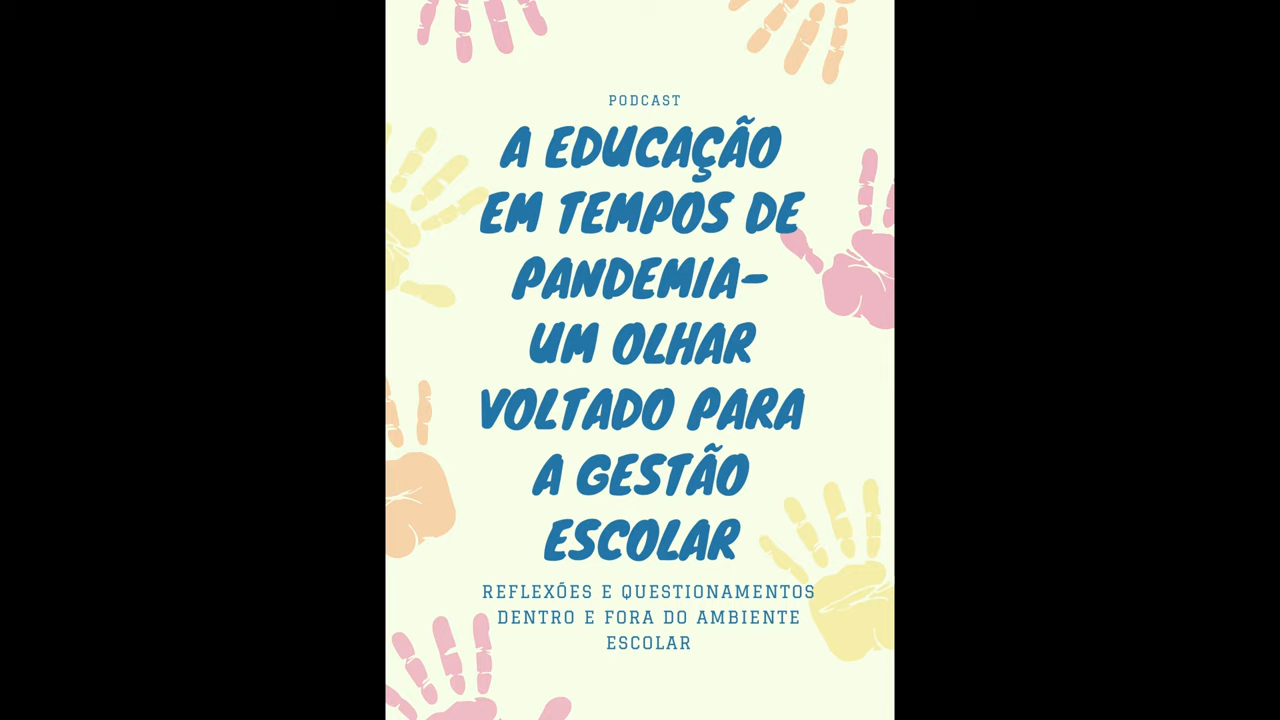 PODCAST
A EDUCAÇÃO
EM TEMPOS DE
PANDEMIA-
UM OLHAR
VOLTADO PARA
A GESTÃO
ESCOLAR
REFLEXÕES E QUESTIONAMENTOS
DENTRO E FORA DO AMBIENTE
ESCOLAR